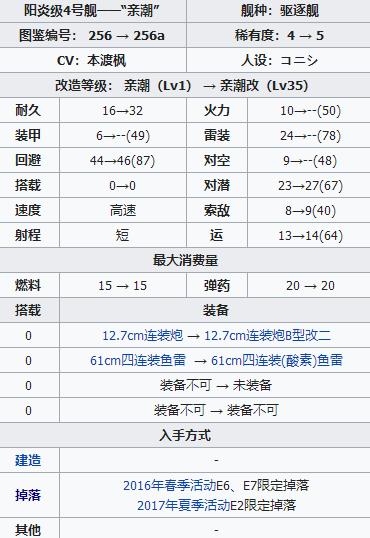 阳炎级4号舰——“亲潮” 舰种：驱逐舰
图鉴编号： 256 → 256a 稀有度：4 → 5
CV：本渡枫 人设：コニシ
改造等级： 亲潮（Lv1） → 亲潮改（Lv35）
耐久 16→32 火力 10→--(50)
装甲 6→--(49) 雷装 24→--(78)
回避 44→46(87) 对空 9→--(48)
搭载 0→0 对潜 23→27(67)
速度 高速 索敌 8→9(40)
射程 短 运 13→14(64)
最大消费量
燃料 15 → 15 弹药 20 → 20
搭载 装备
0 12.7cm连装炮 → 12.7cm连装炮B型改二
0 61cm四连装鱼雷 → 61cm四连装(酸素)鱼雷
0 装备不可 → 未装备
0 装备不可 → 装备不可
入手方式
建造 -
掉落 2016年春季活动E6、E7限定掉落
2017年夏季活动E2限定掉落
其他 -